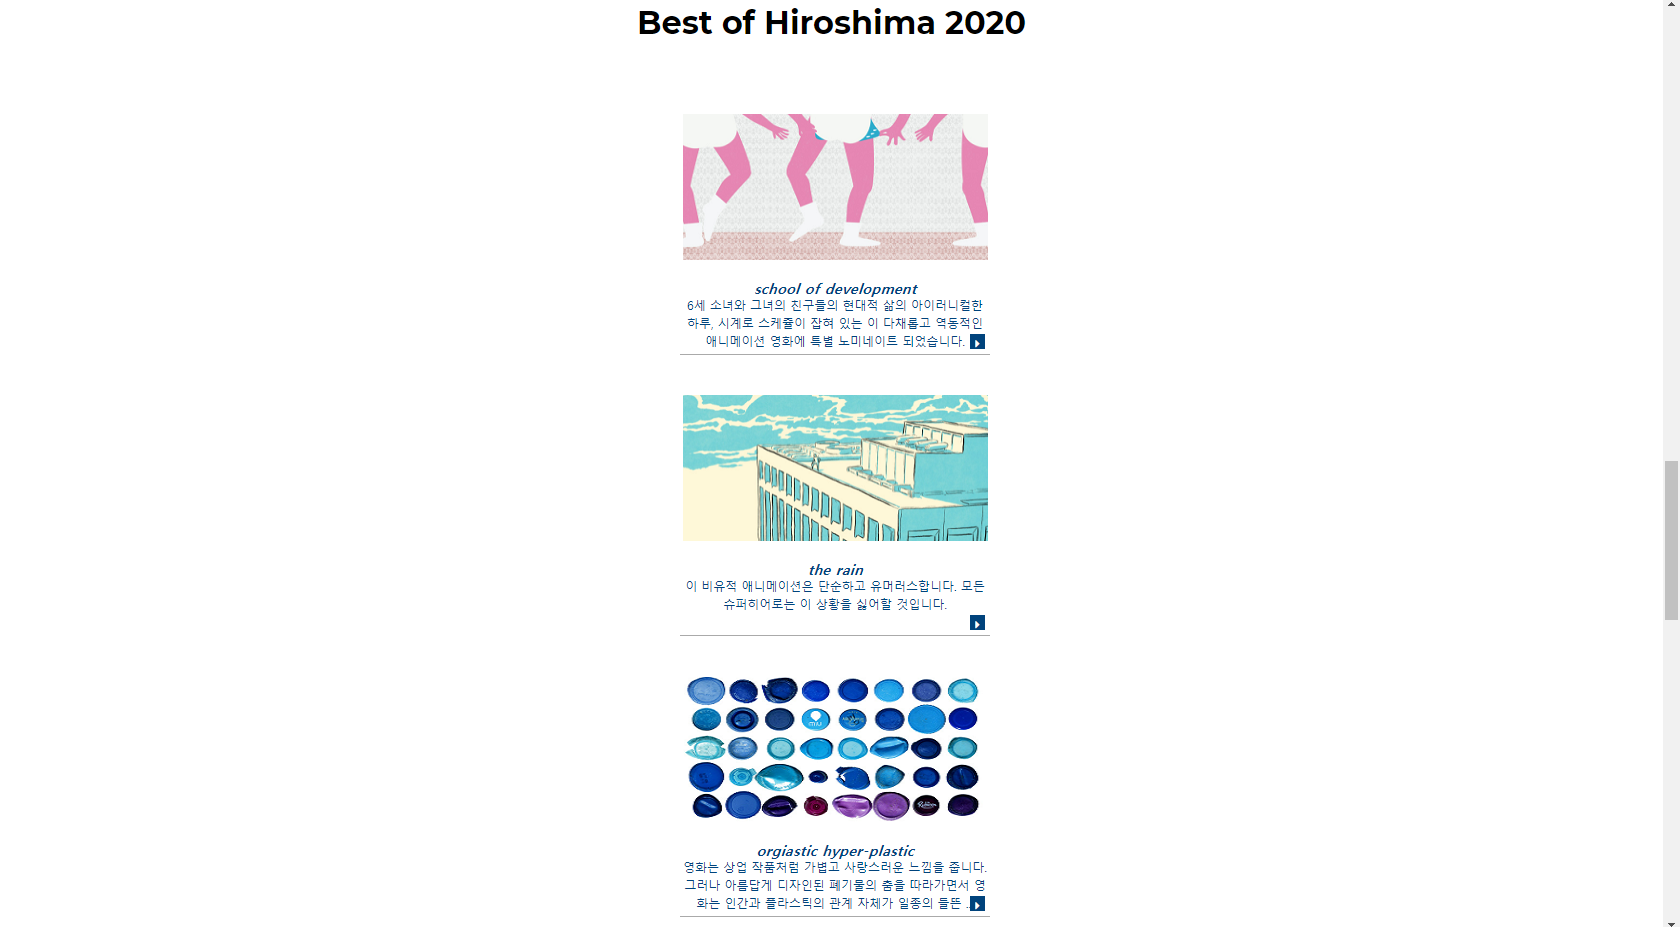 Best of Hiroshima 2020
school of development
6세 소녀와 그녀의 친구들의 현대적 삶의 아이러니컬한
하루, 시계로 스케쥴이 잡혀 있는 이 다채롭고 역동적인
애니메이션 영화에 특별 노미네이트 되었습니다.
the rain
이 비유적 애니메이션은 단순하고 유머러스합니다. 모든
슈퍼히어로는 이 상황을 싫어할 것입니다.
orgiastic hyper-plastic
영화는 상업 작품처럼 가볍고 사랑스러운 느낌을 줍니다.
그러나 아름답게 디자인된 폐기물의 춤을 따라가면서 영
화는 인간과 플라스틱의 관계 자체가 일종의 들뜬 ..